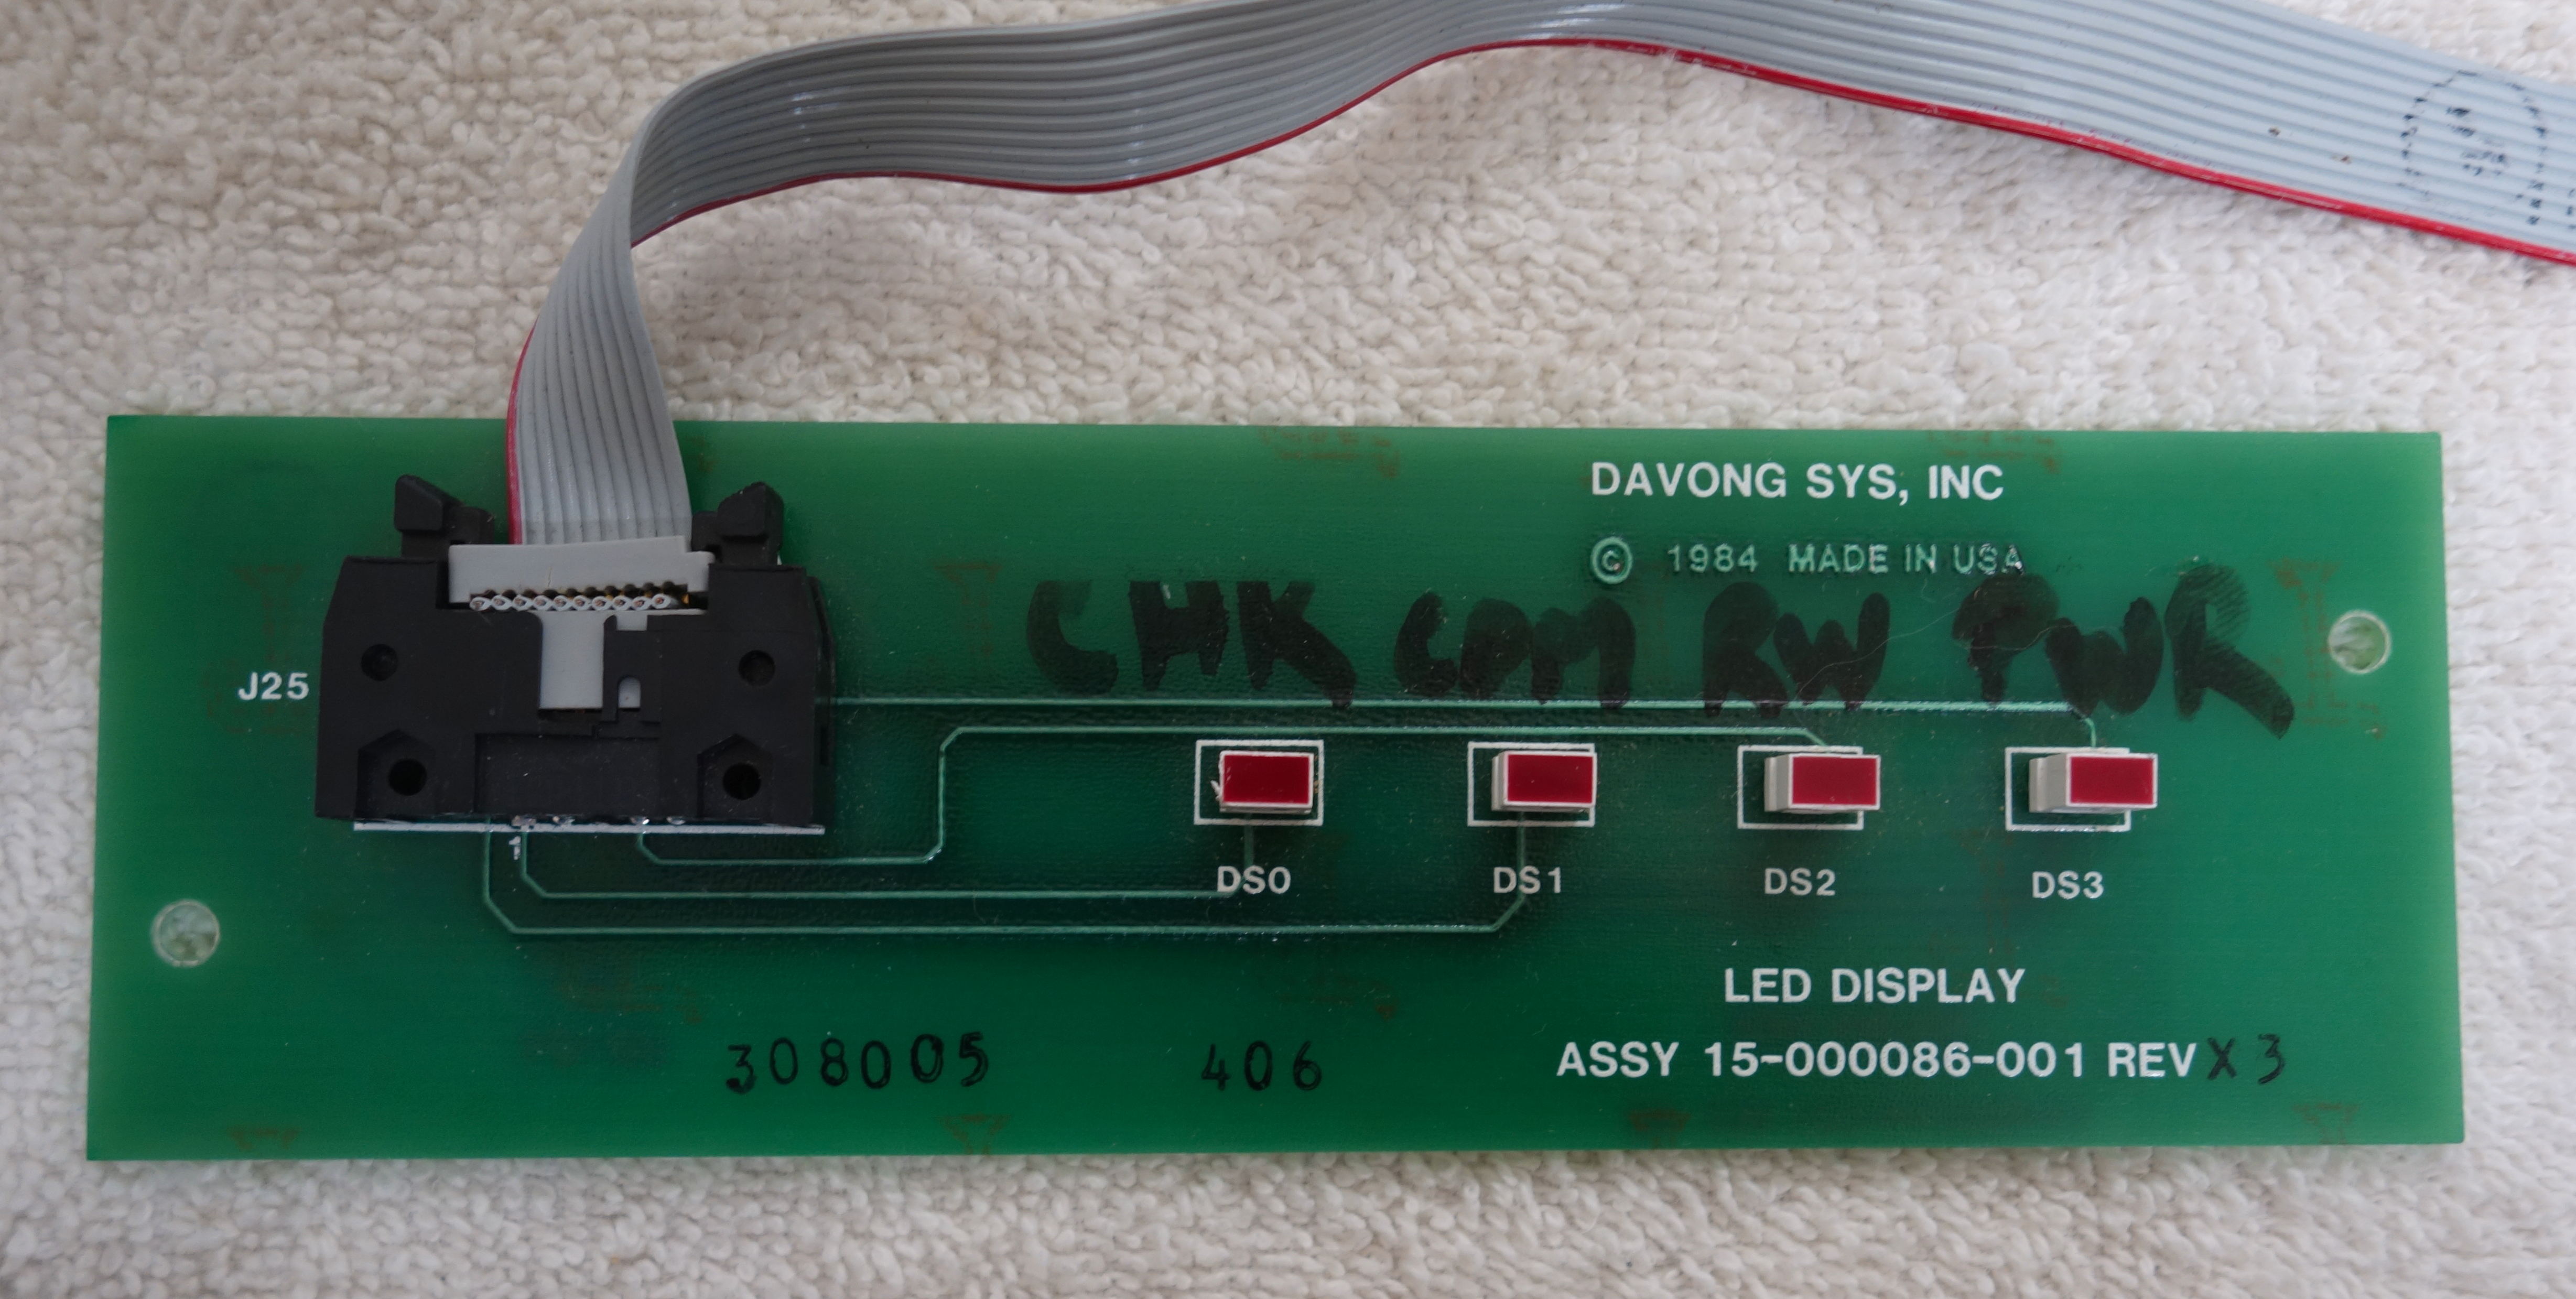 DAVONG SYS, INC
© 1984 MADE IN USA
CHK COM RW PWR
J25
DS0 DS1 DS2 DS3
LED DISPLAY
308005 406 ASSY 15-000086-001 REV X3